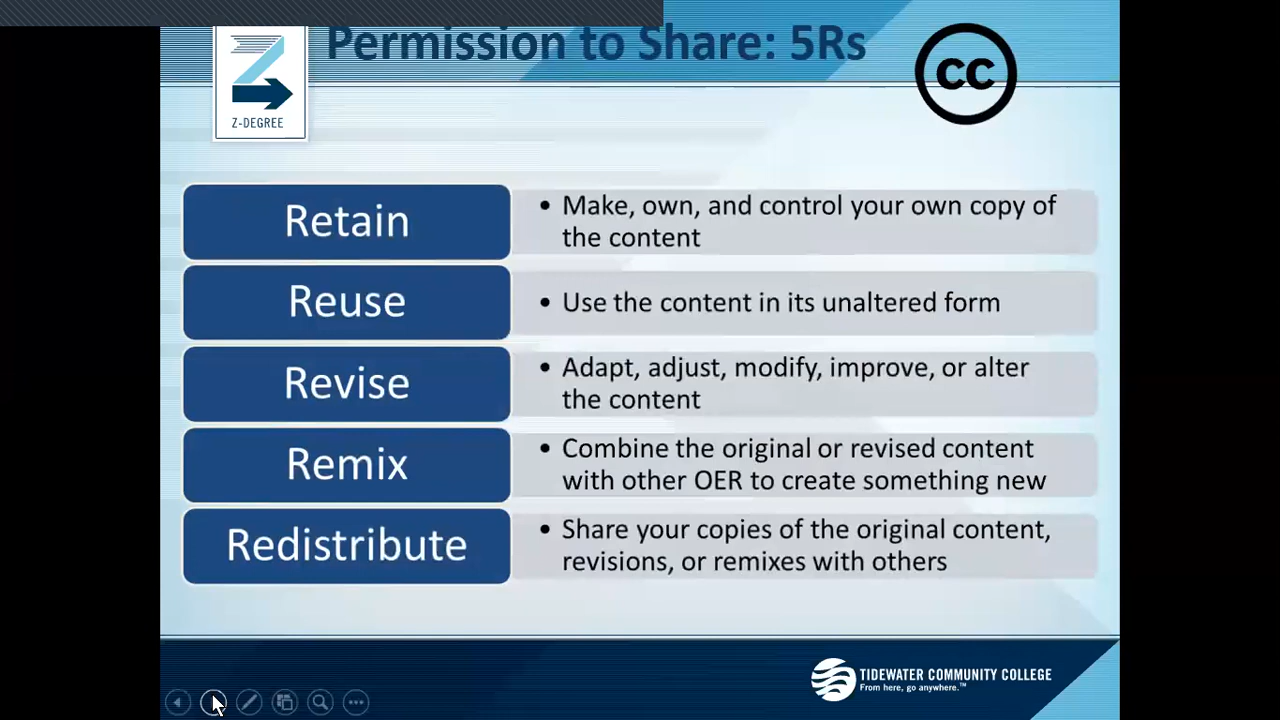 Permission to Share: 5Rs
CC
Z-DEGREE
Retain
• Make, own, and control your own copy of
the content
Reuse
• Use the content in its unaltered form
Revise
• Adapt, adjust, modify, improve, or alter
the content
Remix
• Combine the original or revised content
with other OER to create something new
Redistribute
• Share your copies of the original content,
revisions, or remixes with others
TIDEWATER COMMUNITY COLLEGE
From here, go anywhere.™